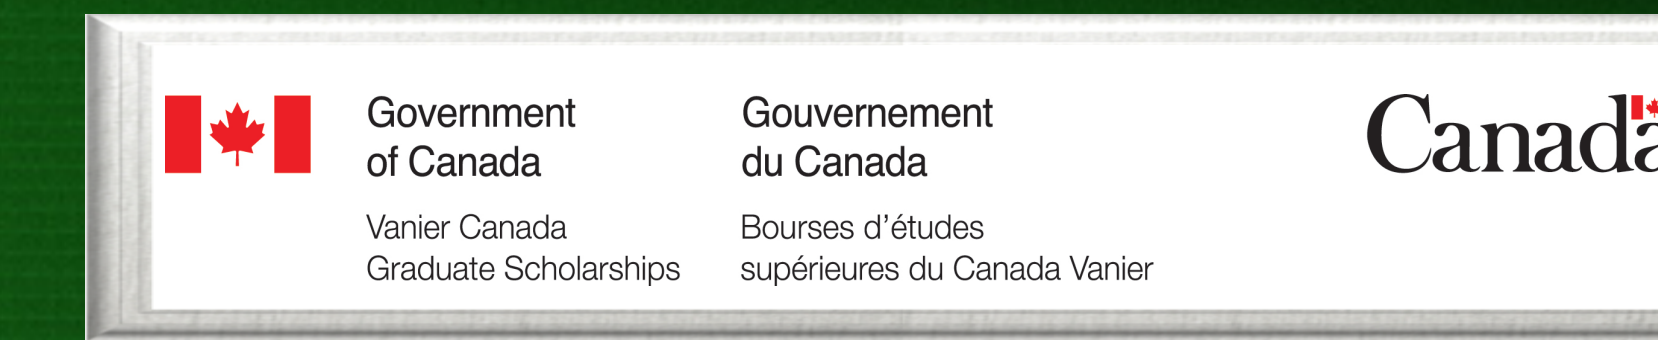 Government
of Canada
Vanier Canada
Graduate Scholarships
Gouvernement
du Canada
Bourses d’études
supérieures du Canada Vanier
Canada